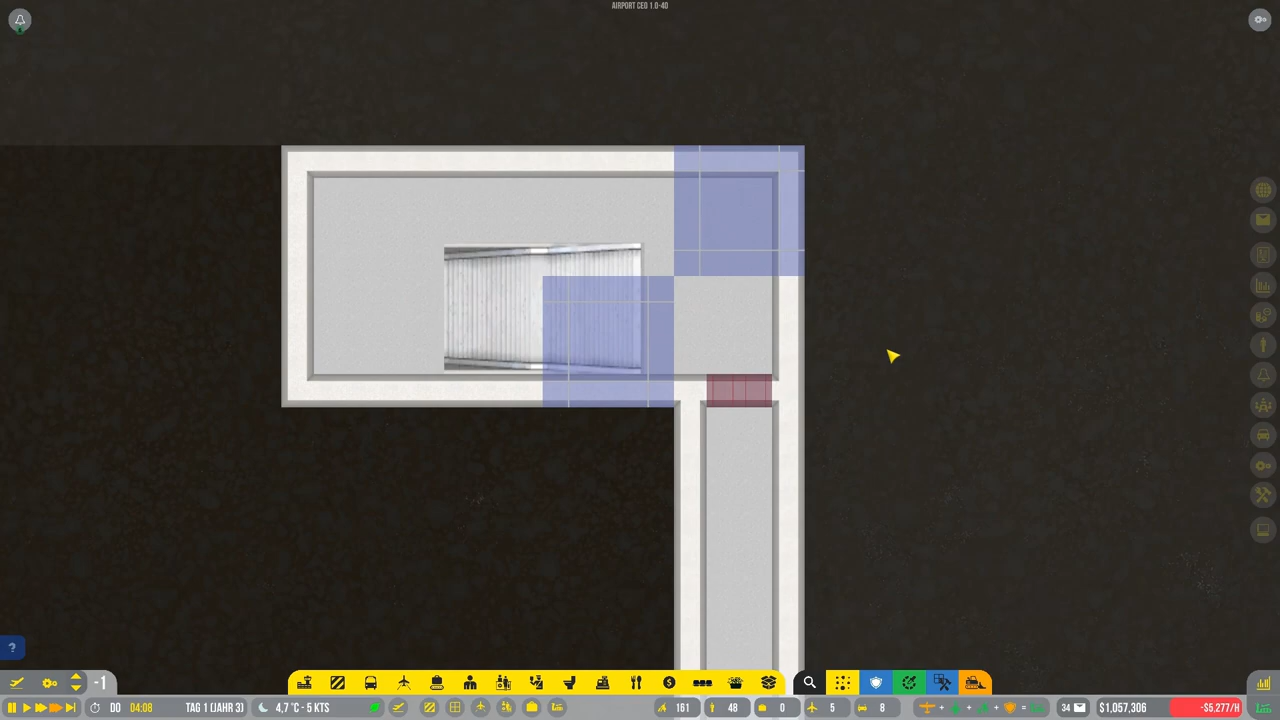 AIRPORT CEO 1.0-40
?
-1
DO 04:08 TAG 1 (JAHR 3) 4,7 °C - 5 KTS 161 48 0 5 8 + + + = 34 $1,057,306 -$5.277/H